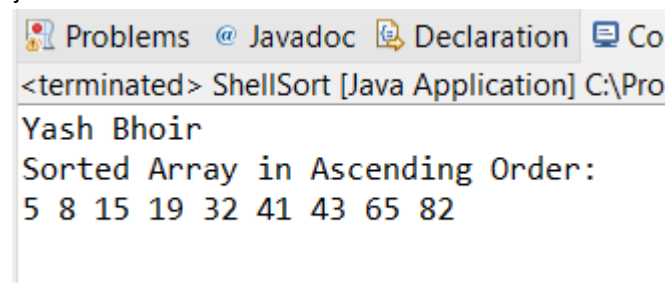 Problems @ Javadoc Declaration Co
<terminated> ShellSort [Java Application] C:\Pro
Yash Bhoir
Sorted Array in Ascending Order:
5 8 15 19 32 41 43 65 82